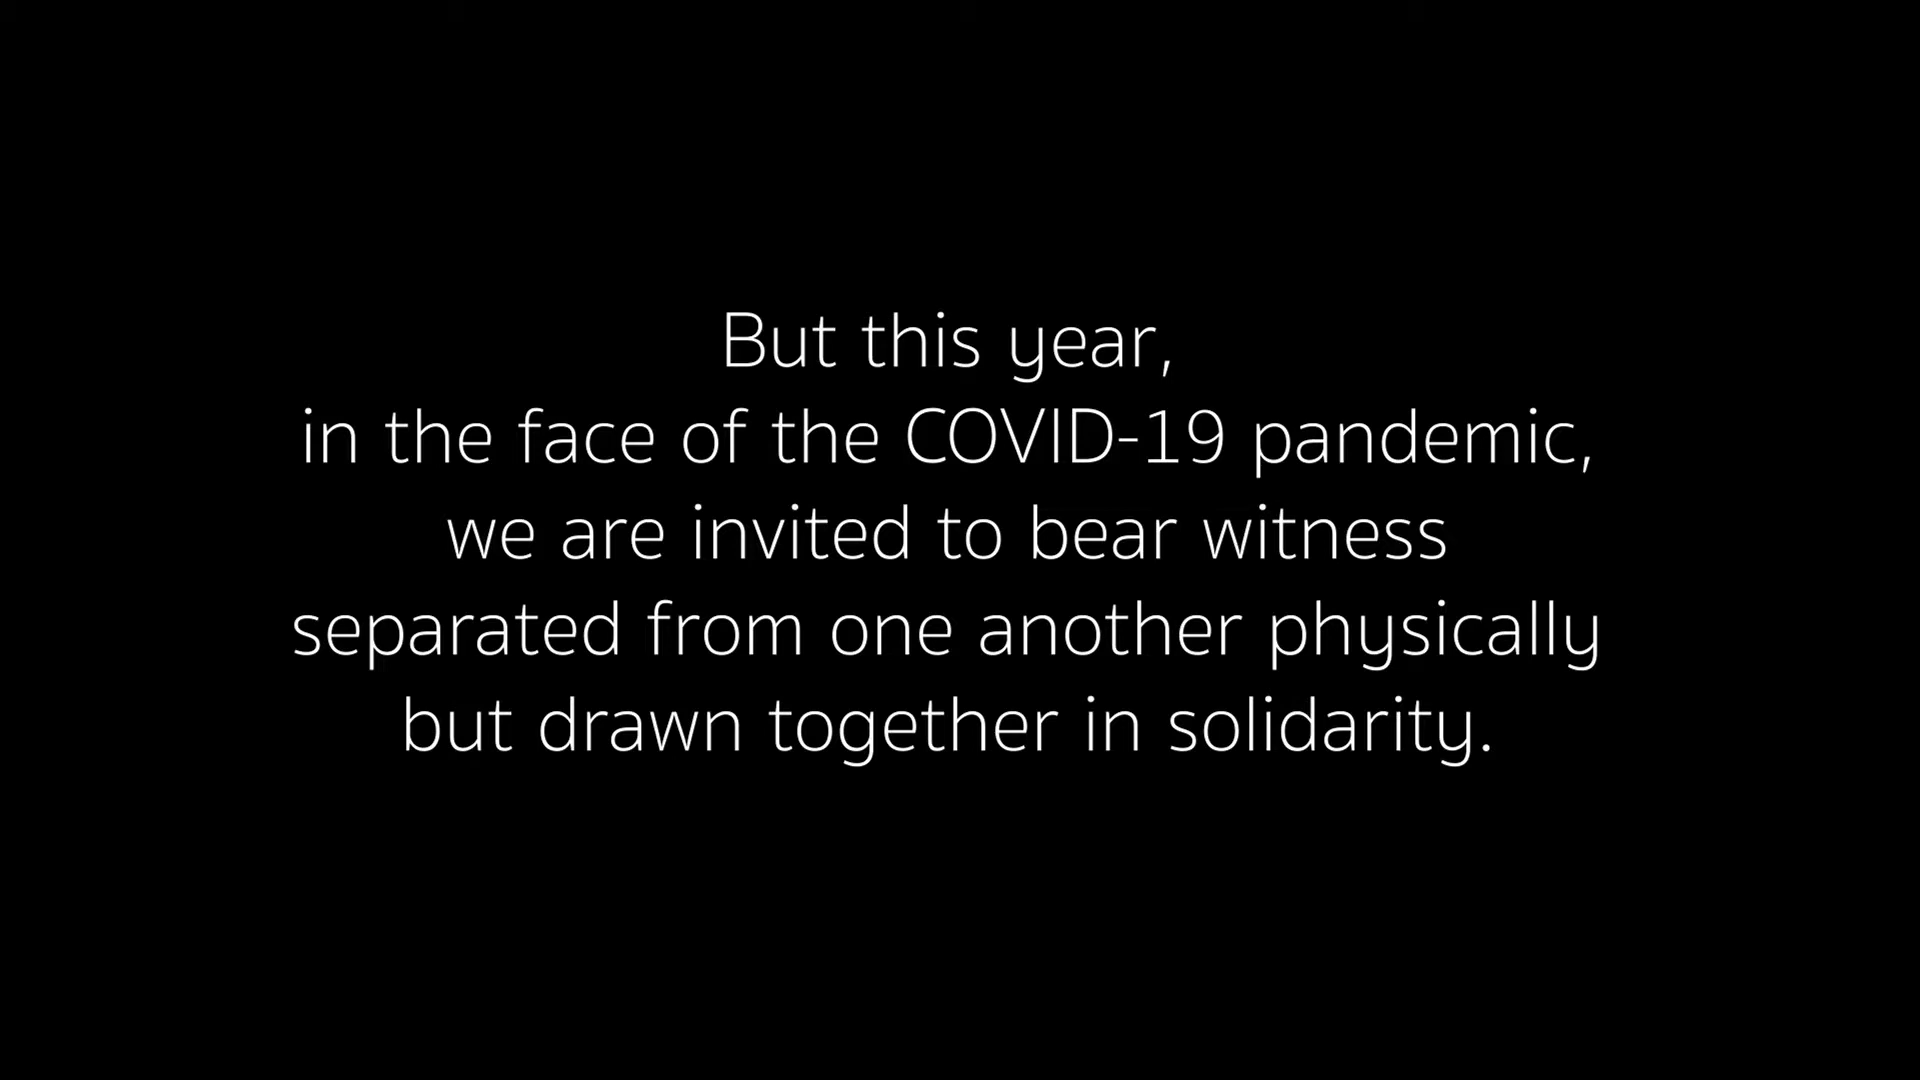 But this year,
in the face of the COVID-19 pandemic,
we are invited to bear witness
separated from one another physically
but drawn together in solidarity.